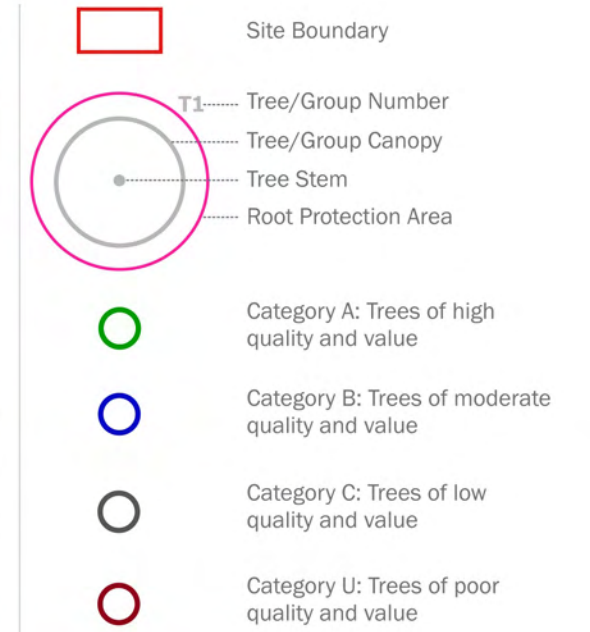 Site Boundary
T1
Tree/Group Number
Tree/Group Canopy
Tree Stem
Root Protection Area
Category A: Trees of high
quality and value
Category B: Trees of moderate
quality and value
Category C: Trees of low
quality and value
Category U: Trees of poor
quality and value